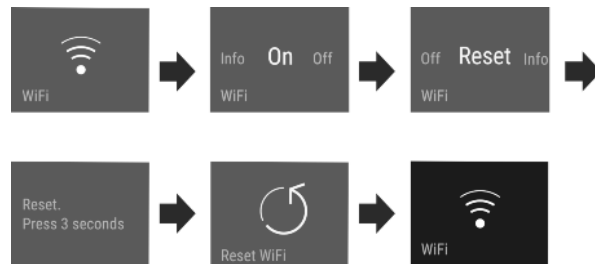 WiFi
Info On Off
WiFi
Off Reset Info
WiFi
Reset.
Press 3 seconds
Reset WiFi
WiFi